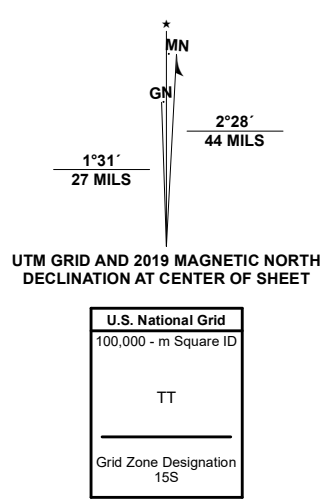 ★
MN
GN
2°28´
44 MILS
1°31´
27 MILS
UTM GRID AND 2019 MAGNETIC NORTH
DECLINATION AT CENTER OF SHEET
U.S. National Grid
100,000 - m Square ID
TT
Grid Zone Designation
15S